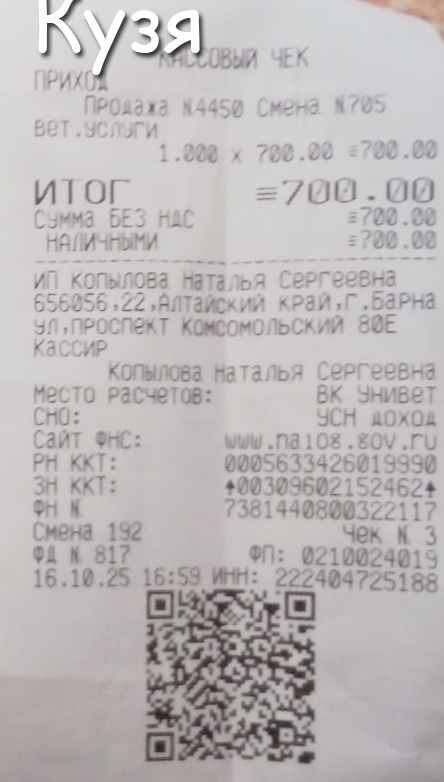 Кузя
КАССОВЫЙ ЧЕК
ПРИХОД
Продажа N4450 Смена N705
вет.услуги
1.000 x 700.00 ≡700.00
ИТОГ ≡700.00
Сумма БЕЗ НДС ≡700.00
НАЛИЧНЫМИ ≡700.00
ИП Копылова Наталья Сергеевна
656056,22,Алтайский край,г.Барна
ул,проспект Комсомольский 80Е
Кассир
Копылова Наталья Сергеевна
Место расчетов: ВК Унивет
СНО: УСН доход
Сайт ФНС: www.nalog.gov.ru
РН ККТ: 0005633426019990
ЗН ККТ: ↑003096021524​62↑
ФН N 7381440800322117
Смена 192 Чек N 3
ФД N 817 ФП: 0210024019
16.10.25 16:59 ИНН: 222404725188